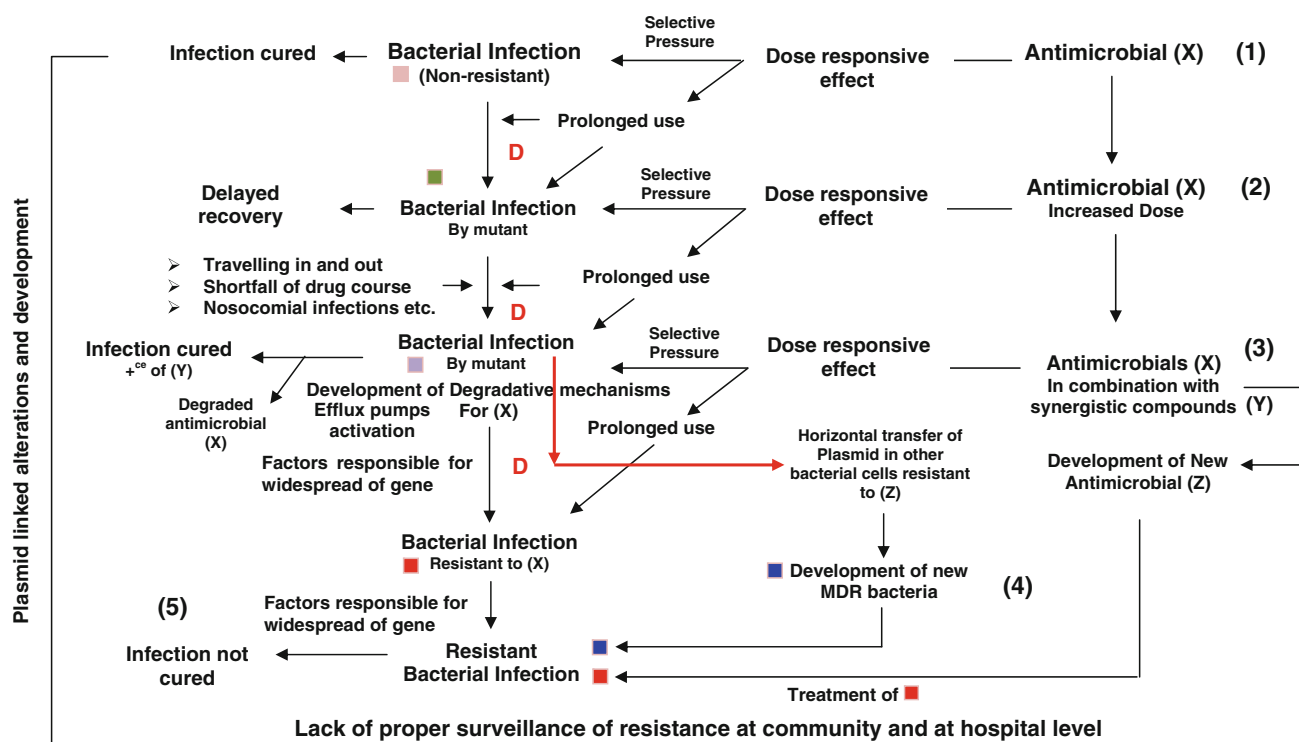 Plasmid linked alterations and development
Infection cured
Bacterial Infection
(Non-resistant)
Selective
Pressure
Dose responsive
effect
Antimicrobial (X)
(1)
Prolonged use
D
Delayed
recovery
Bacterial Infection
By mutant
Selective
Pressure
Dose responsive
effect
Antimicrobial (X)
Increased Dose
(2)
➢ Travelling in and out
➢ Shortfall of drug course
➢ Nosocomial infections etc.
D
Prolonged use
Infection cured
+ce of (Y)
Degraded
antimicrobial
(X)
Bacterial Infection
By mutant
Development of Degradative mechanisms
Efflux pumps
activation
For (X)
Selective
Pressure
Dose responsive
effect
Antimicrobials (X)
In combination with
synergistic compounds
(3)
(Y)
Prolonged use
Factors responsible for
widespread of gene
D
Horizontal transfer of
Plasmid in other
bacterial cells resistant
to (Z)
Development of New
Antimicrobial (Z)
Bacterial Infection
Resistant to (X)
Development of new
MDR bacteria
(4)
(5)
Factors responsible for
widespread of gene
Infection not
cured
Resistant
Bacterial Infection
Treatment of
Lack of proper surveillance of resistance at community and at hospital level